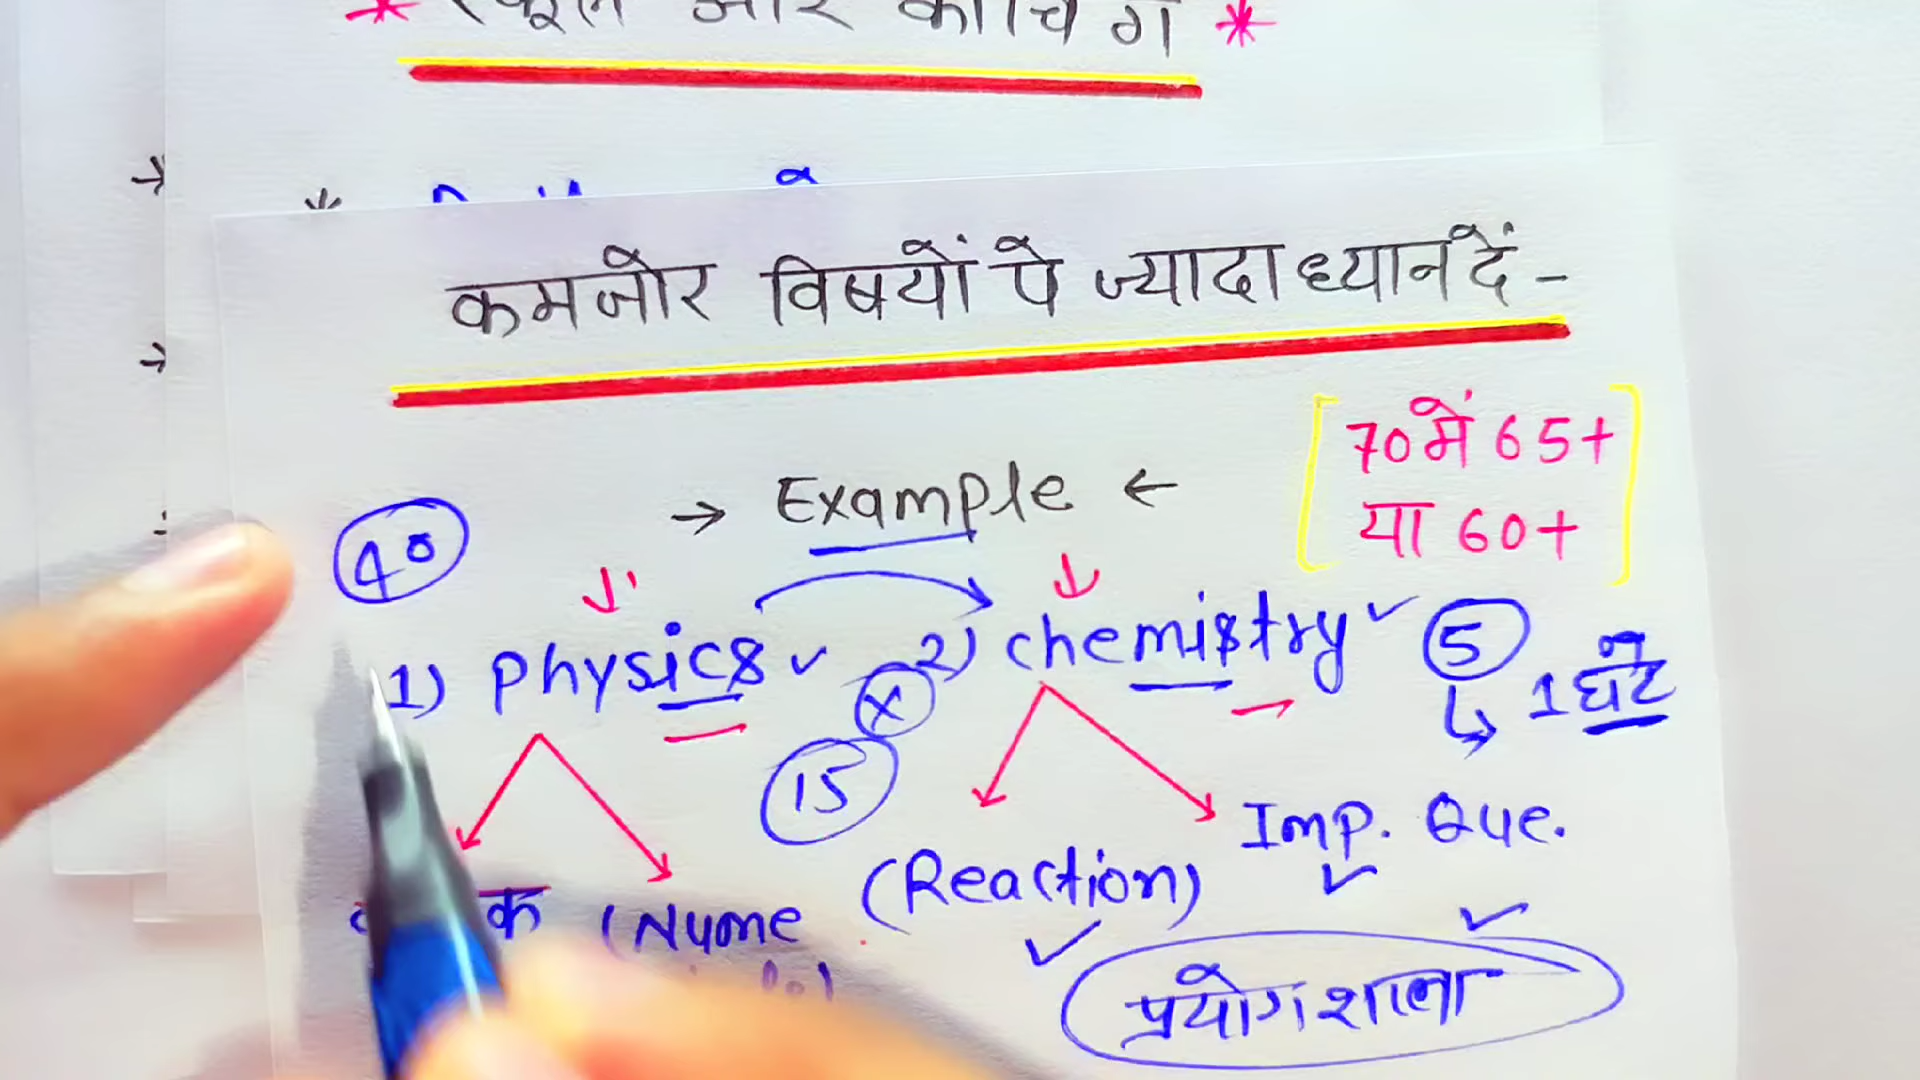 स्कूल और कोचिंग
कमजोर विषयों पे ज्यादा ध्यान दें -
70 में 65+
या 60+
→ Example ←
40
1) Physics ✓
2) chemistry ✓
5
↳ 1 घंटे
x
15
Imp. Que.
(Reaction)
(Nume
प्रयोगशाला